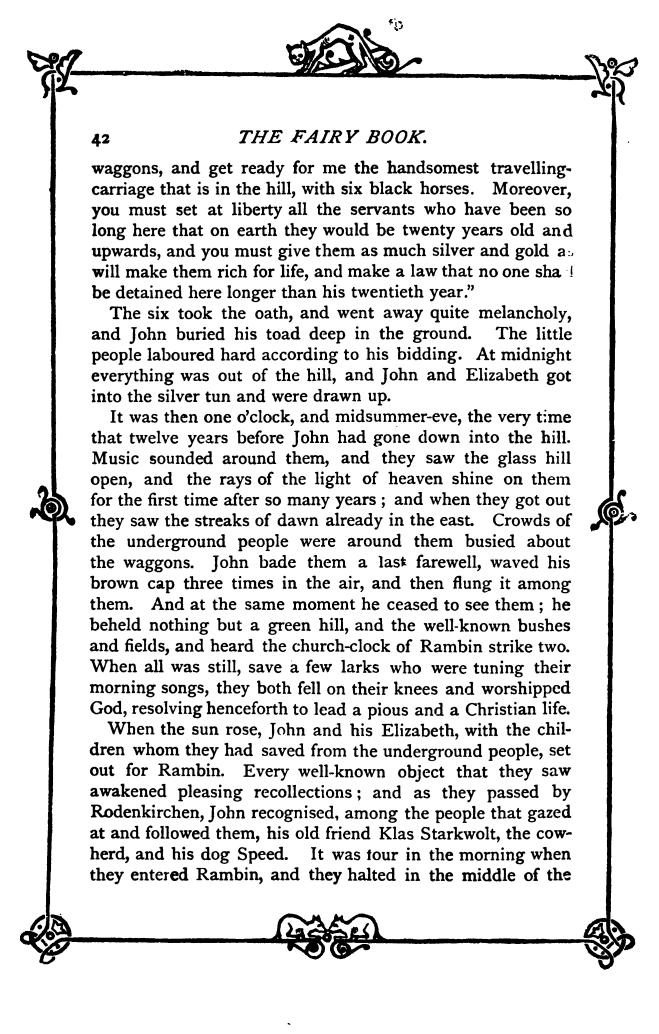 42 THE FAIRY BOOK.
waggons, and get ready for me the handsomest travelling-
carriage that is in the hill, with six black horses. Moreover,
you must set at liberty all the servants who have been so
long here that on earth they would be twenty years old and
upwards, and you must give them as much silver and gold as
will make them rich for life, and make a law that no one shall
be detained here longer than his twentieth year.”
The six took the oath, and went away quite melancholy,
and John buried his toad deep in the ground. The little
people laboured hard according to his bidding. At midnight
everything was out of the hill, and John and Elizabeth got
into the silver tun and were drawn up.
It was then one o’clock, and midsummer-eve, the very time
that twelve years before John had gone down into the hill.
Music sounded around them, and they saw the glass hill
open, and the rays of the light of heaven shine on them
for the first time after so many years ; and when they got out
they saw the streaks of dawn already in the east. Crowds of
the underground people were around them busied about
the waggons. John bade them a last farewell, waved his
brown cap three times in the air, and then flung it among
them. And at the same moment he ceased to see them ; he
beheld nothing but a green hill, and the well-known bushes
and fields, and heard the church-clock of Rambin strike two.
When all was still, save a few larks who were tuning their
morning songs, they both fell on their knees and worshipped
God, resolving henceforth to lead a pious and a Christian life.
When the sun rose, John and his Elizabeth, with the chil-
dren whom they had saved from the underground people, set
out for Rambin. Every well-known object that they saw
awakened pleasing recollections ; and as they passed by
Rodenkirchen, John recognised, among the people that gazed
at and followed them, his old friend Klas Starkwolt, the cow-
herd, and his dog Speed. It was four in the morning when
they entered Rambin, and they halted in the middle of the